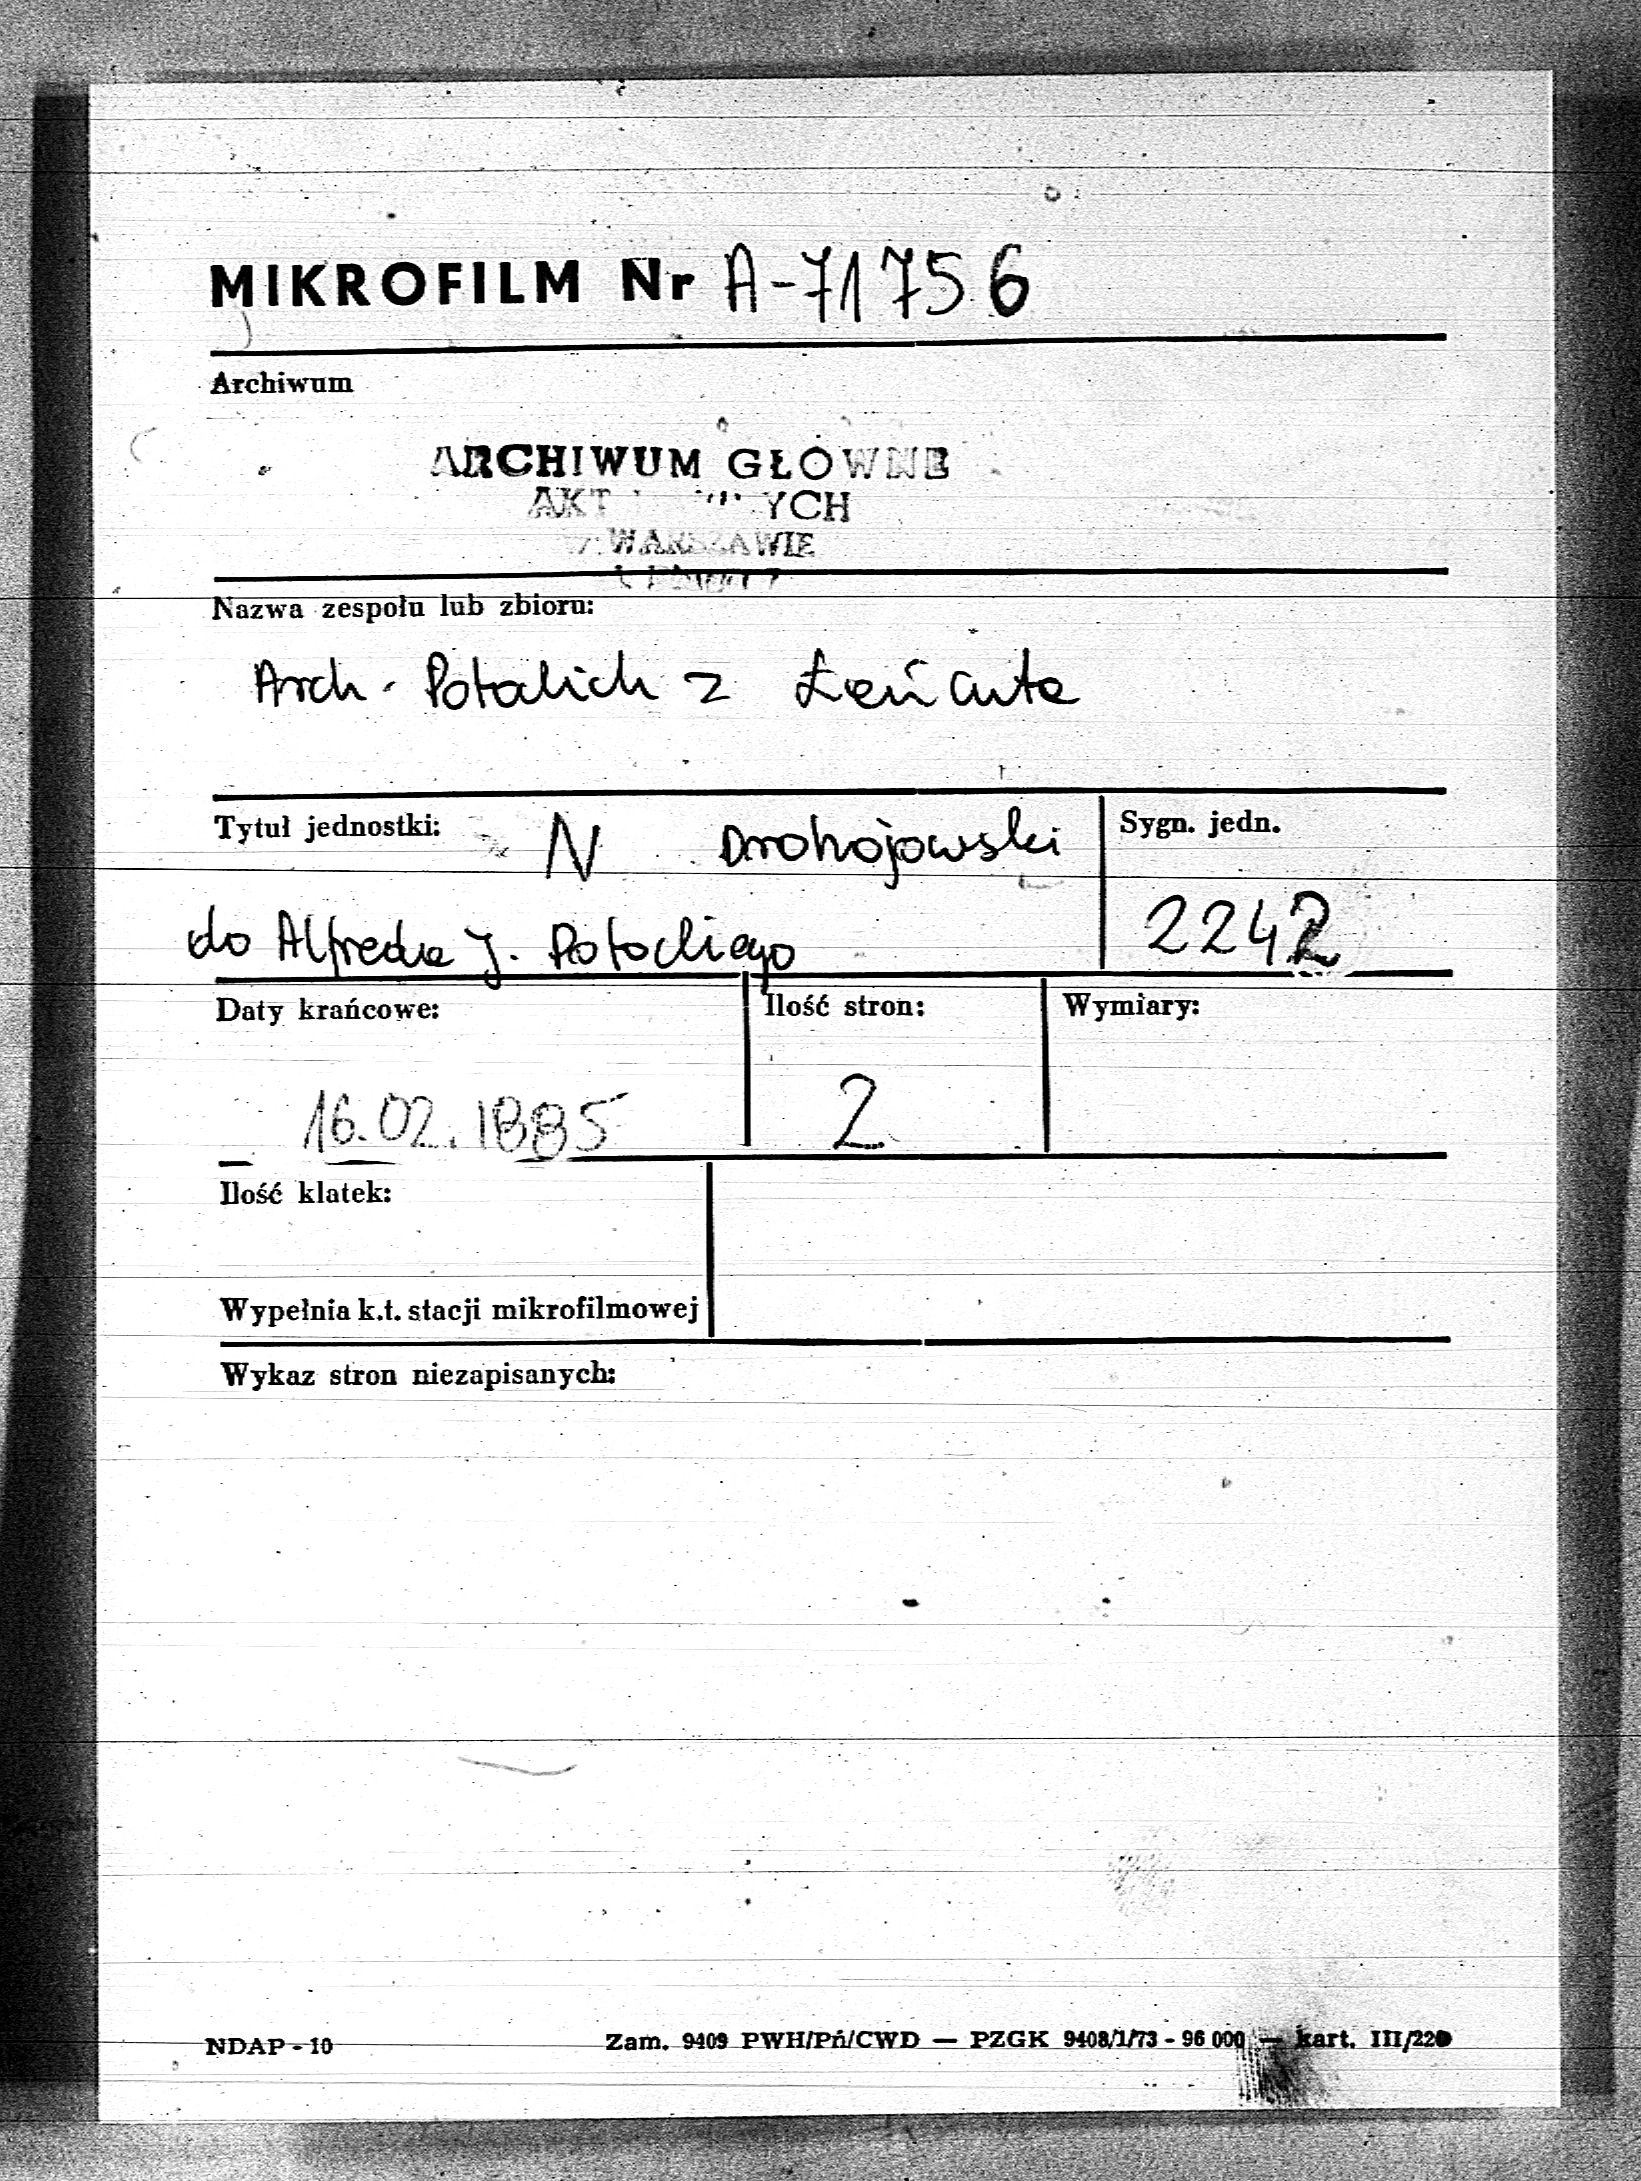 MIKROFILM Nr A-71756
Archiwum
ARCHIWUM GŁÓWNE
AKT YCH
W WARSZAWIE
Nazwa zespołu lub zbioru:
Arch. Potockich z Łańcuta
Tytuł jednostki: N Drohojowski
do Alfreda J. Potockiego
Sygn. jedn.
2242
Daty krańcowe: Ilość stron: Wymiary:
16.02.1885 2
Ilość klatek:
Wypełnia k.t. stacji mikrofilmowej
Wykaz stron niezapisanych:
NDAP - 10 Zam. 9409 PWH/Pń/CWD — PZGK 9408/1/73 - 96 000 — kart. III/220